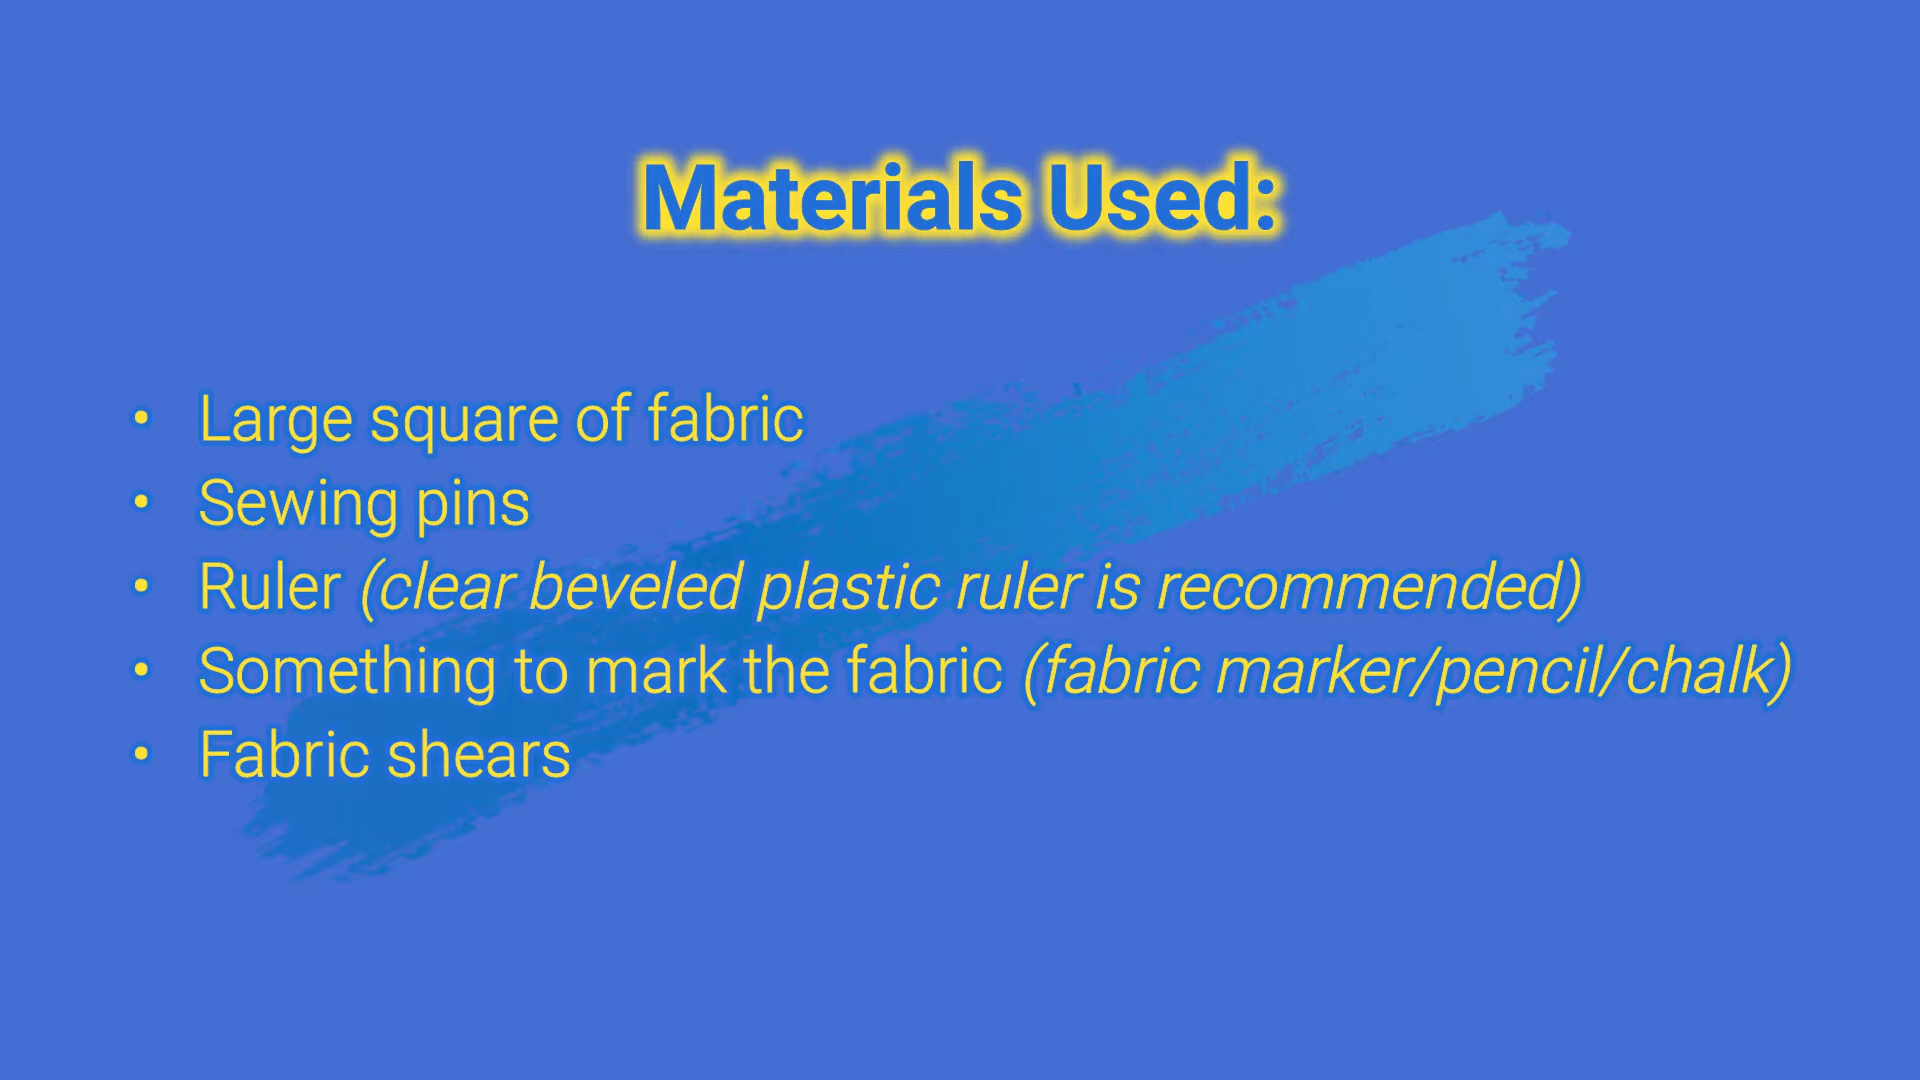 Materials Used:
• Large square of fabric
• Sewing pins
• Ruler (clear beveled plastic ruler is recommended)
• Something to mark the fabric (fabric marker/pencil/chalk)
• Fabric shears